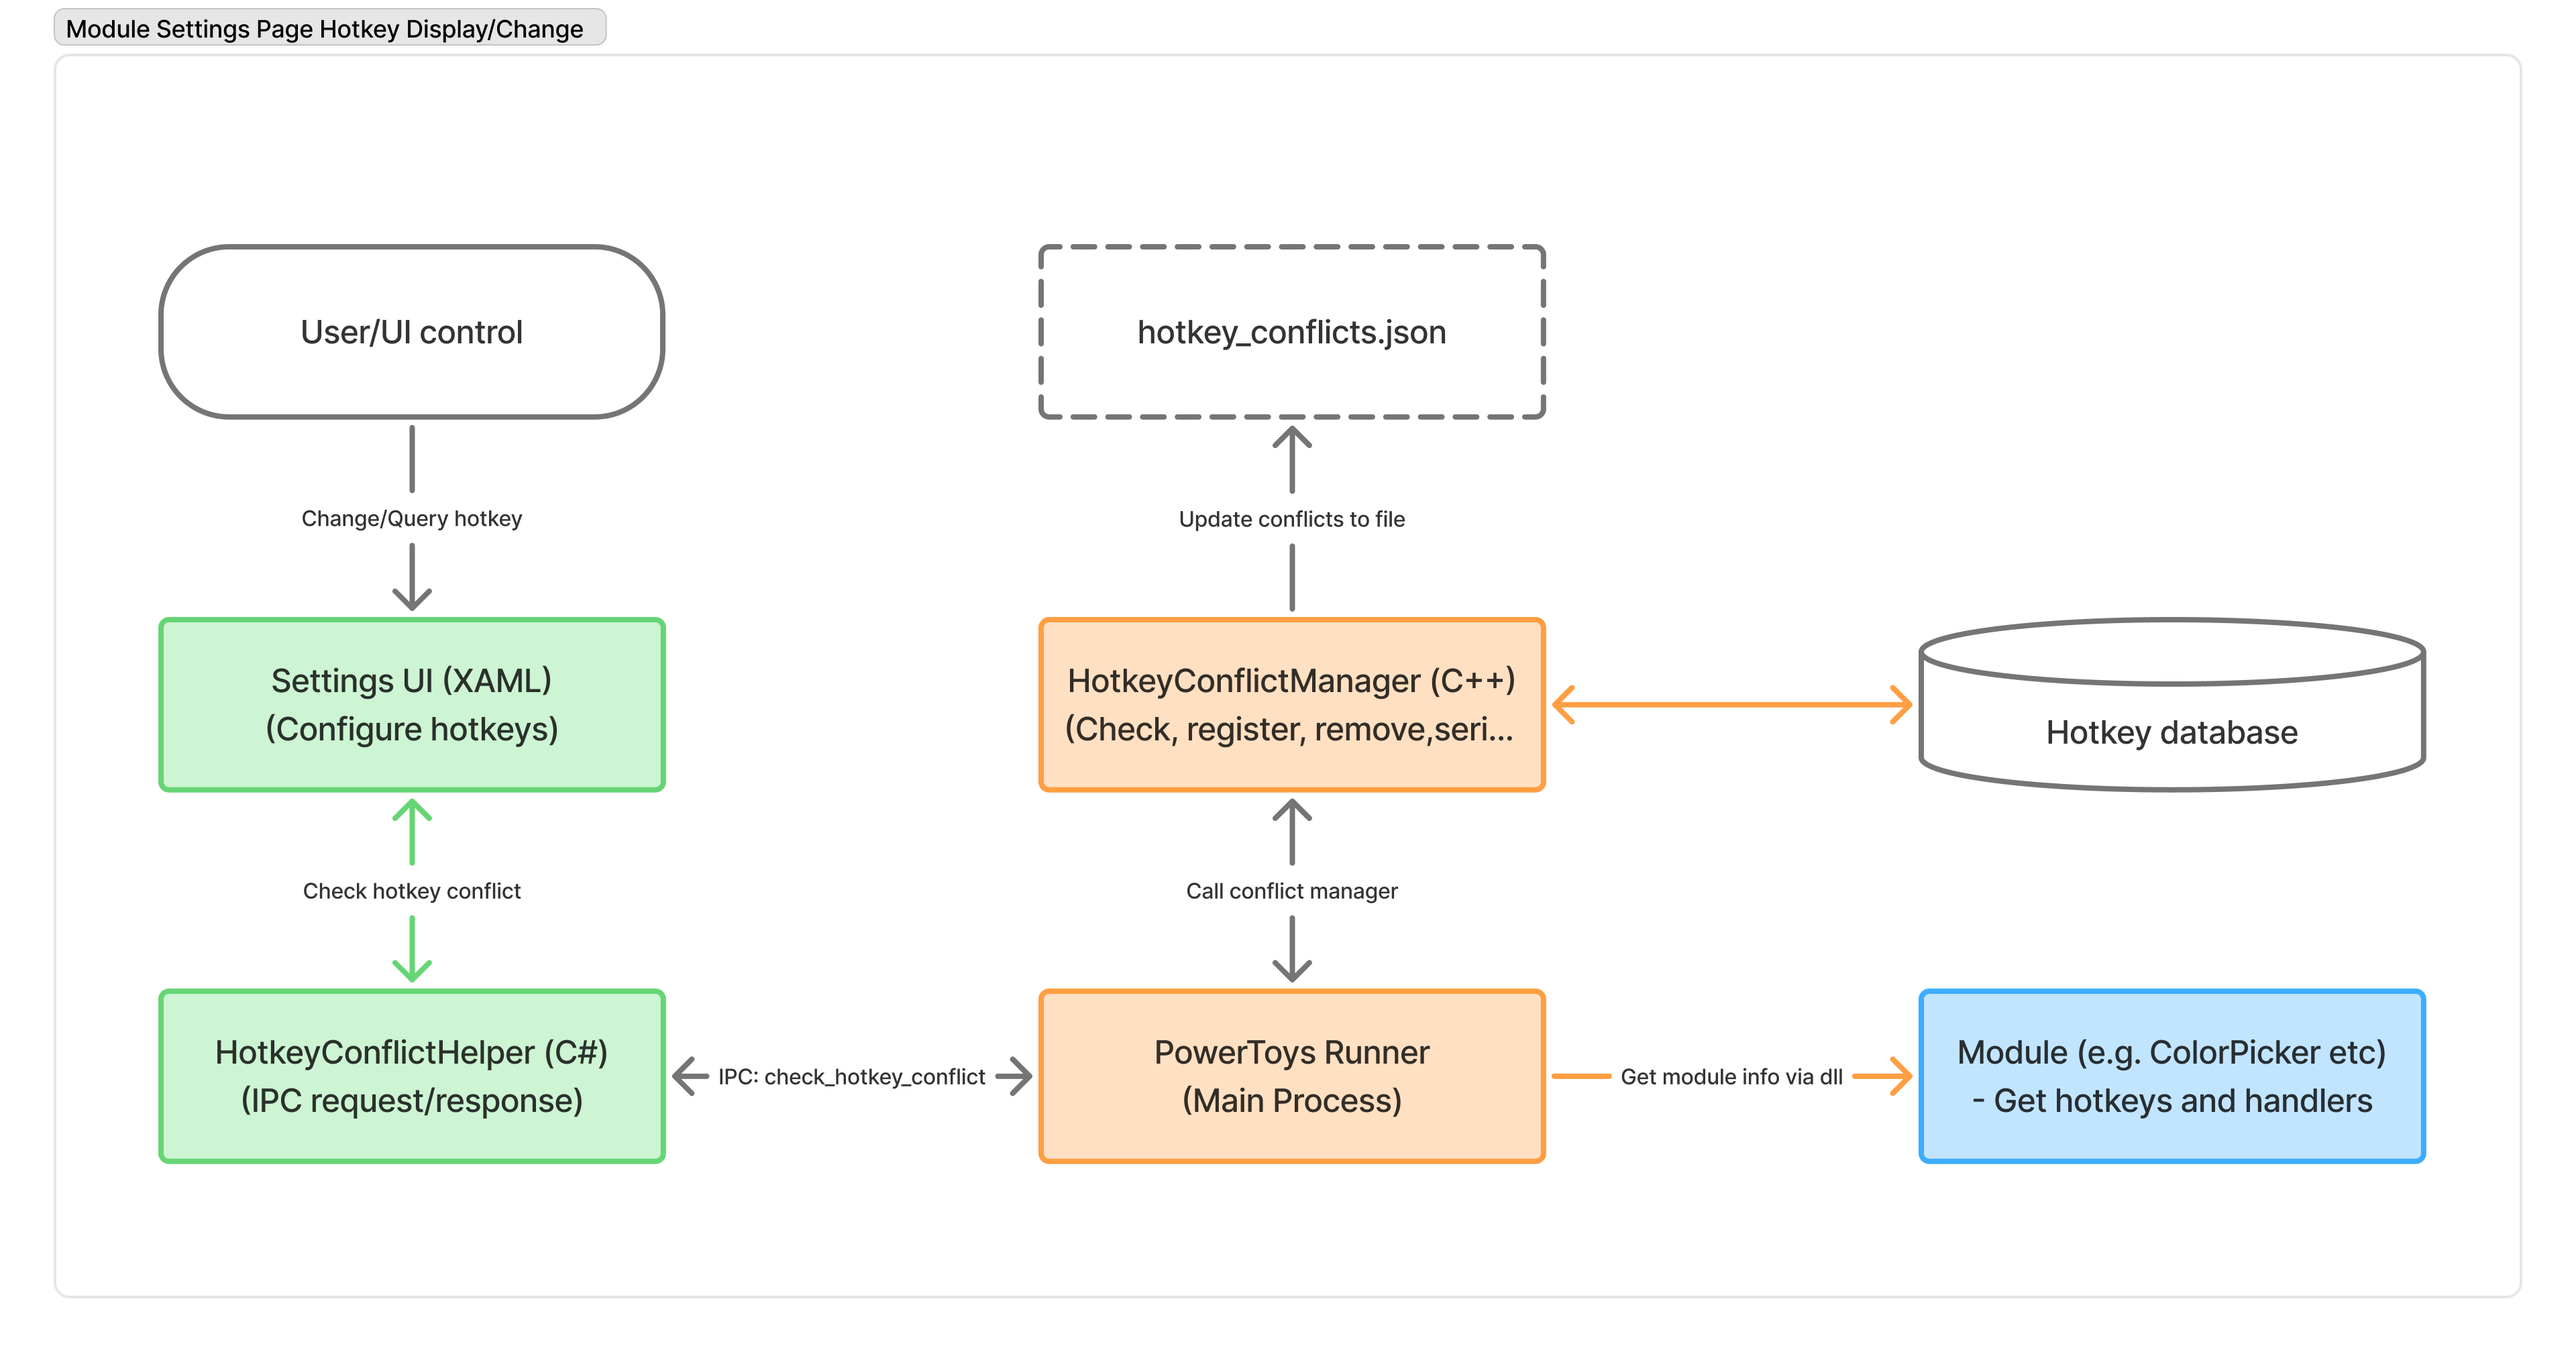 Module Settings Page Hotkey Display/Change
User/UI control
hotkey_conflicts.json
Change/Query hotkey
Update conflicts to file
Settings UI (XAML)
(Configure hotkeys)
HotkeyConflictManager (C++)
(Check, register, remove,seri...
Hotkey database
Check hotkey conflict
Call conflict manager
HotkeyConflictHelper (C#)
(IPC request/response)
IPC: check_hotkey_conflict
PowerToys Runner
(Main Process)
Get module info via dll
Module (e.g. ColorPicker etc)
- Get hotkeys and handlers